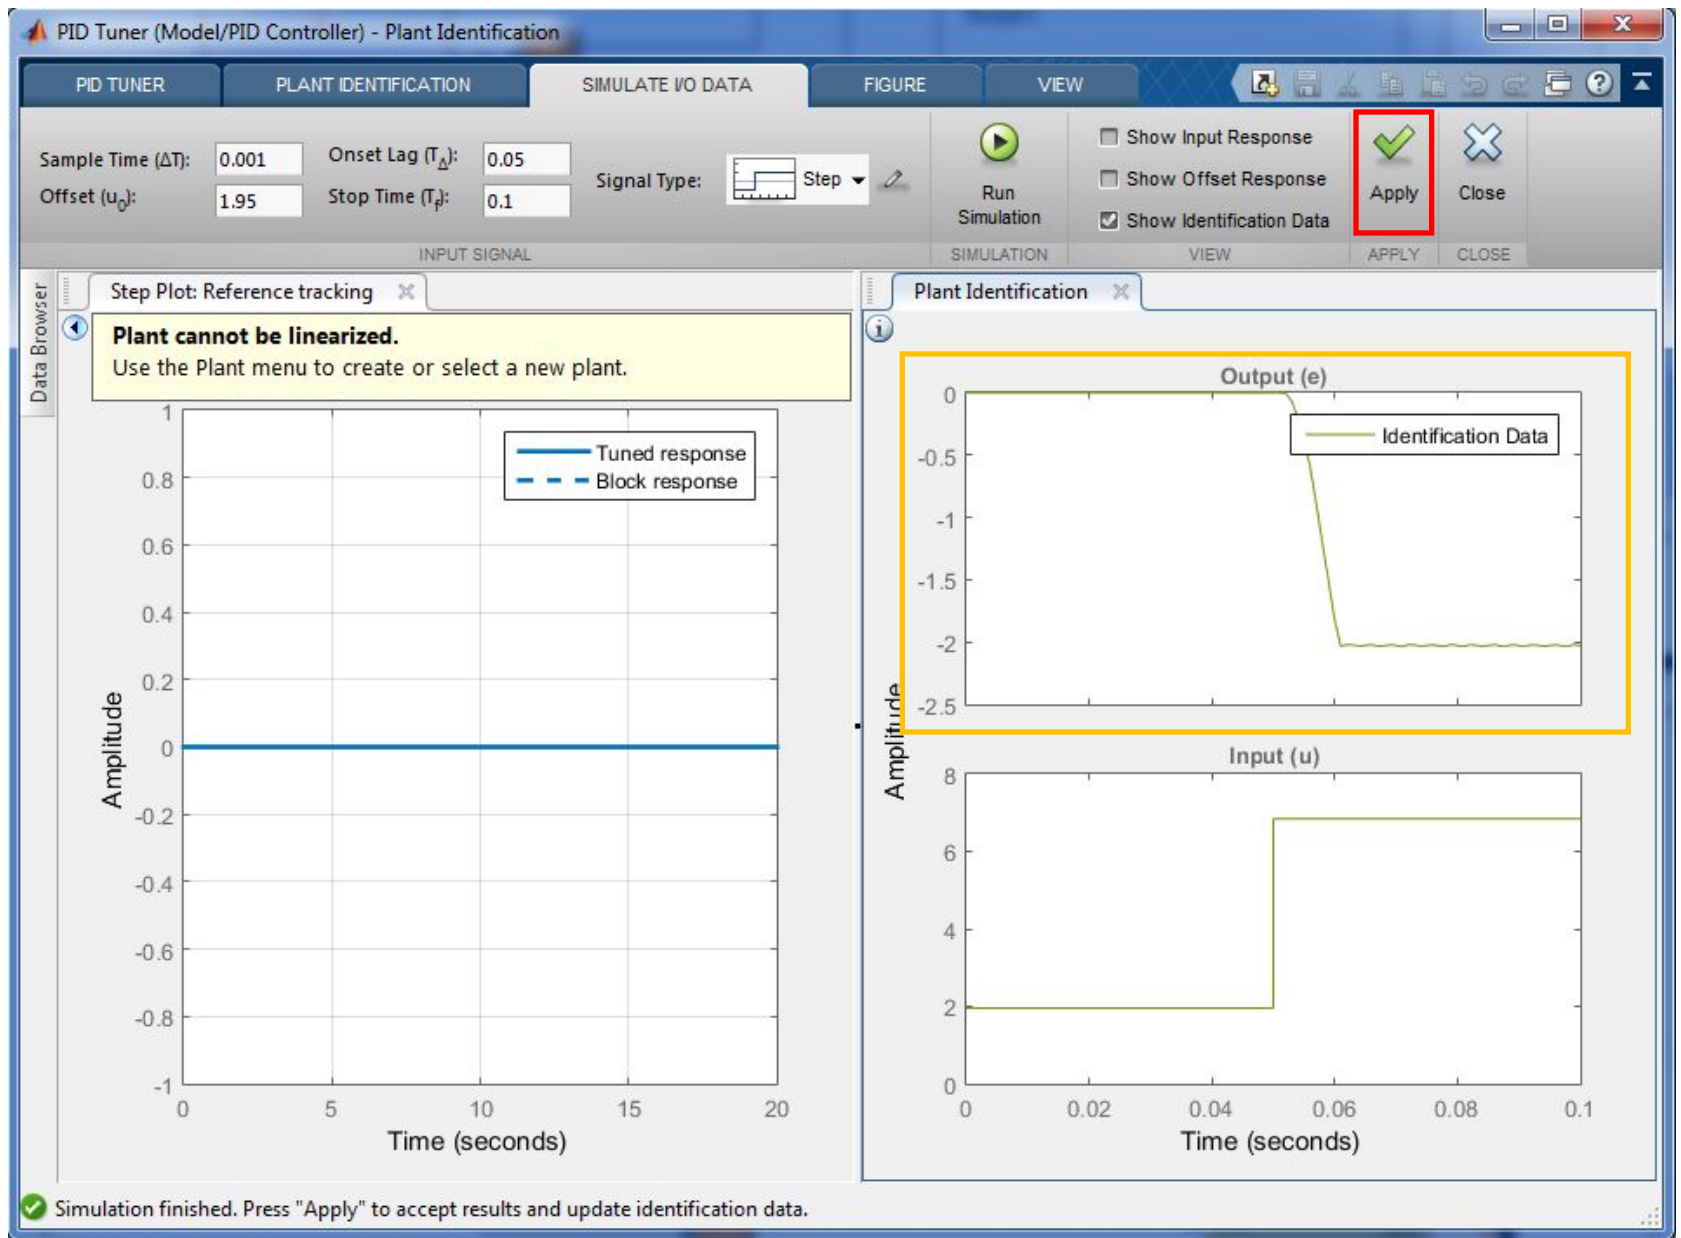 PID Tuner (Model/PID Controller) - Plant Identification
PID TUNER
PLANT IDENTIFICATION
SIMULATE I/O DATA
FIGURE
VIEW
Sample Time (ΔT): 0.001
Onset Lag (TΔ): 0.05
Offset (u0): 1.95
Stop Time (Tf): 0.1
Signal Type: Step
Run
Simulation
Show Input Response
Show Offset Response
Show Identification Data
Apply
Close
INPUT SIGNAL
SIMULATION
VIEW
APPLY
CLOSE
Data Browser
Step Plot: Reference tracking
Plant cannot be linearized.
Use the Plant menu to create or select a new plant.
Tuned response
Block response
1
0.8
0.6
0.4
0.2
0
-0.2
-0.4
-0.6
-0.8
-1
Amplitude
0 5 10 15 20
Time (seconds)
Plant Identification
Output (e)
Identification Data
0
-0.5
-1
-1.5
-2
-2.5
Amplitude
Input (u)
8
6
4
2
0
0 0.02 0.04 0.06 0.08 0.1
Time (seconds)
Simulation finished. Press "Apply" to accept results and update identification data.